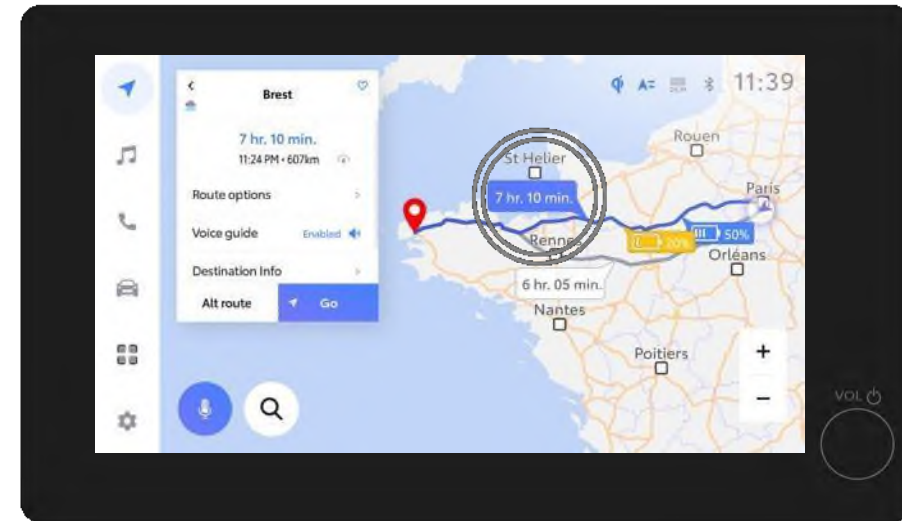 Brest
7 hr. 10 min.
11:24 PM • 607km
Route options
Voice guide Enabled
Destination Info
Alt route Go
A= 11:39
Rouen
St Helier
Paris
7 hr. 10 min.
Rennes
20%
50%
Orléans
6 hr. 05 min.
Nantes
Poitiers
+
−
VOL